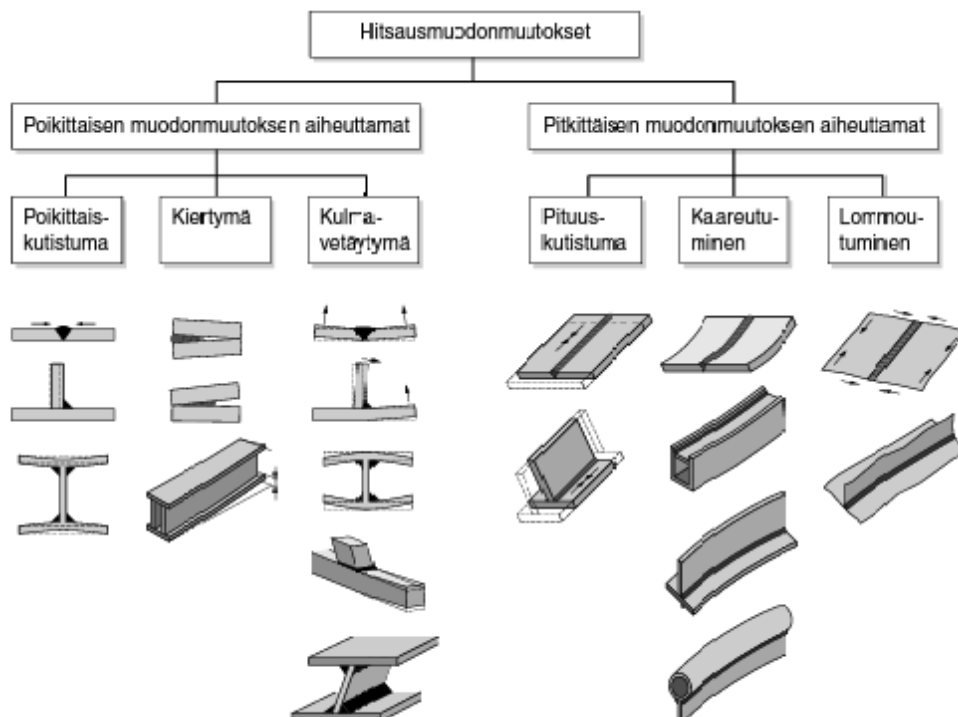 Hitsausmuodonmuutokset
Poikittaisen muodonmuutoksen aiheuttamat
Pitkittäisen muodonmuutoksen aiheuttamat
Poikittais-
kutistuma
Kiertymä
Kulma-
vetäytymä
Pituus-
kutistuma
Kaareutu-
minen
Lommou-
tuminen